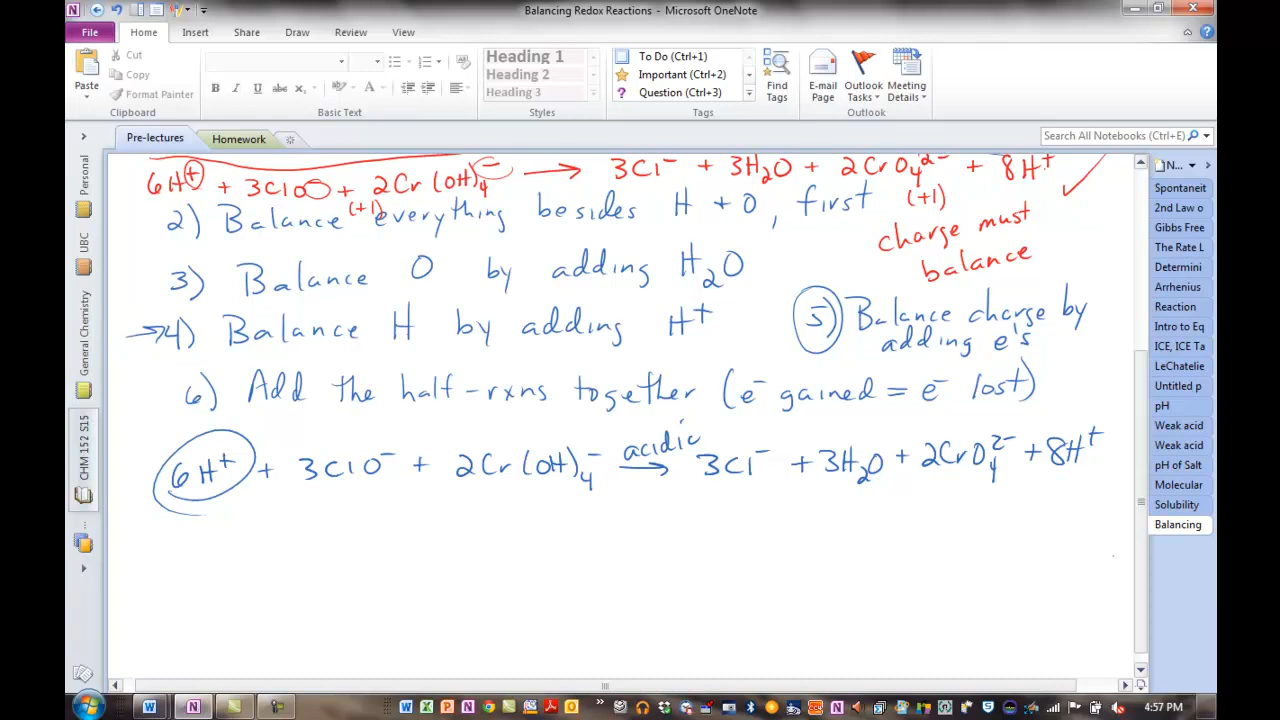 Balancing Redox Reactions - Microsoft OneNote
File Home Insert Share Draw Review View
Cut
Copy
Format Painter
Paste
Clipboard
Basic Text
Heading 1
Heading 2
Heading 3
Styles
To Do (Ctrl+1)
Important (Ctrl+2)
Question (Ctrl+3)
Tags
Find Tags
E-mail Page
Outlook Tasks
Meeting Details
Outlook
Pre-lectures Homework
Search All Notebooks (Ctrl+E)
Personal
UBC
General Chemistry
CHM 152 S15
6H⁺ + 3ClO⁻ + 2Cr(OH)₄⁻ → 3Cl⁻ + 3H₂O + 2CrO₄²⁻ + 8H⁺
(+1) (+1)
2) Balance everything besides H + O, first
charge must
balance
3) Balance O by adding H₂O
→4) Balance H by adding H⁺
5) Balance charge by
adding e's
6) Add the half-rxns together (e⁻ gained = e⁻ lost)
6H⁺ + 3ClO⁻ + 2Cr(OH)₄⁻ acidic → 3Cl⁻ + 3H₂O + 2CrO₄²⁻ + 8H⁺
N...
Spontaneit
2nd Law o
Gibbs Free
The Rate L
Determini
Arrhenius
Reaction
Intro to Eq
ICE, ICE Ta
LeChatelie
Untitled p
pH
Weak acid
Weak acid
pH of Salt
Molecular
Solubility
Balancing
4:57 PM